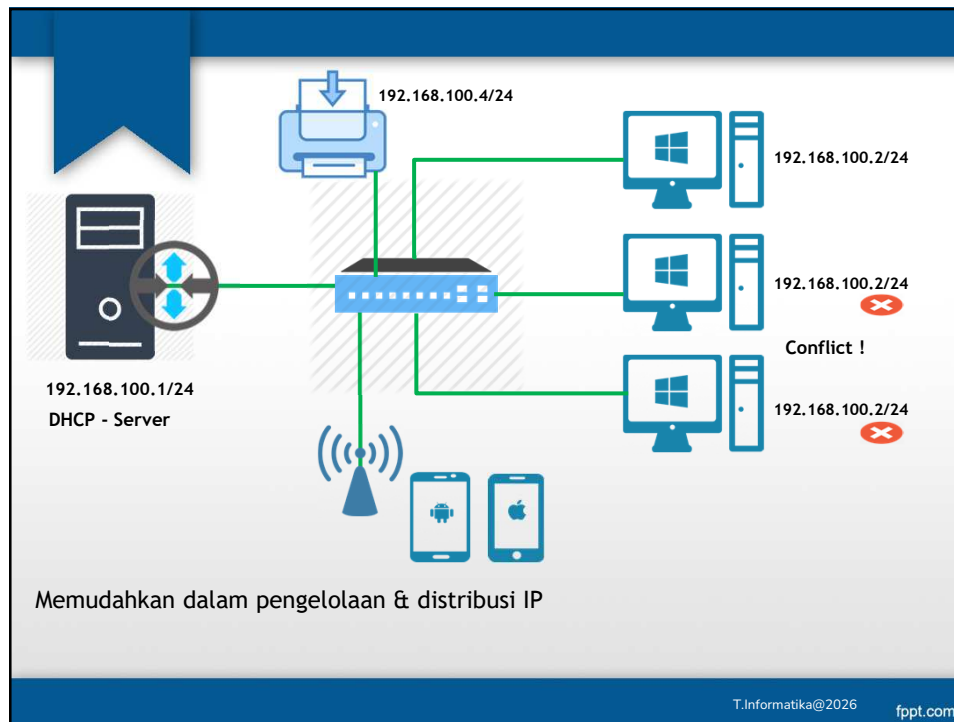 192.168.100.4/24
192.168.100.2/24
192.168.100.2/24
Conflict !
192.168.100.2/24
192.168.100.1/24
DHCP - Server
Memudahkan dalam pengelolaan & distribusi IP
T.Informatika@2026
fppt.com